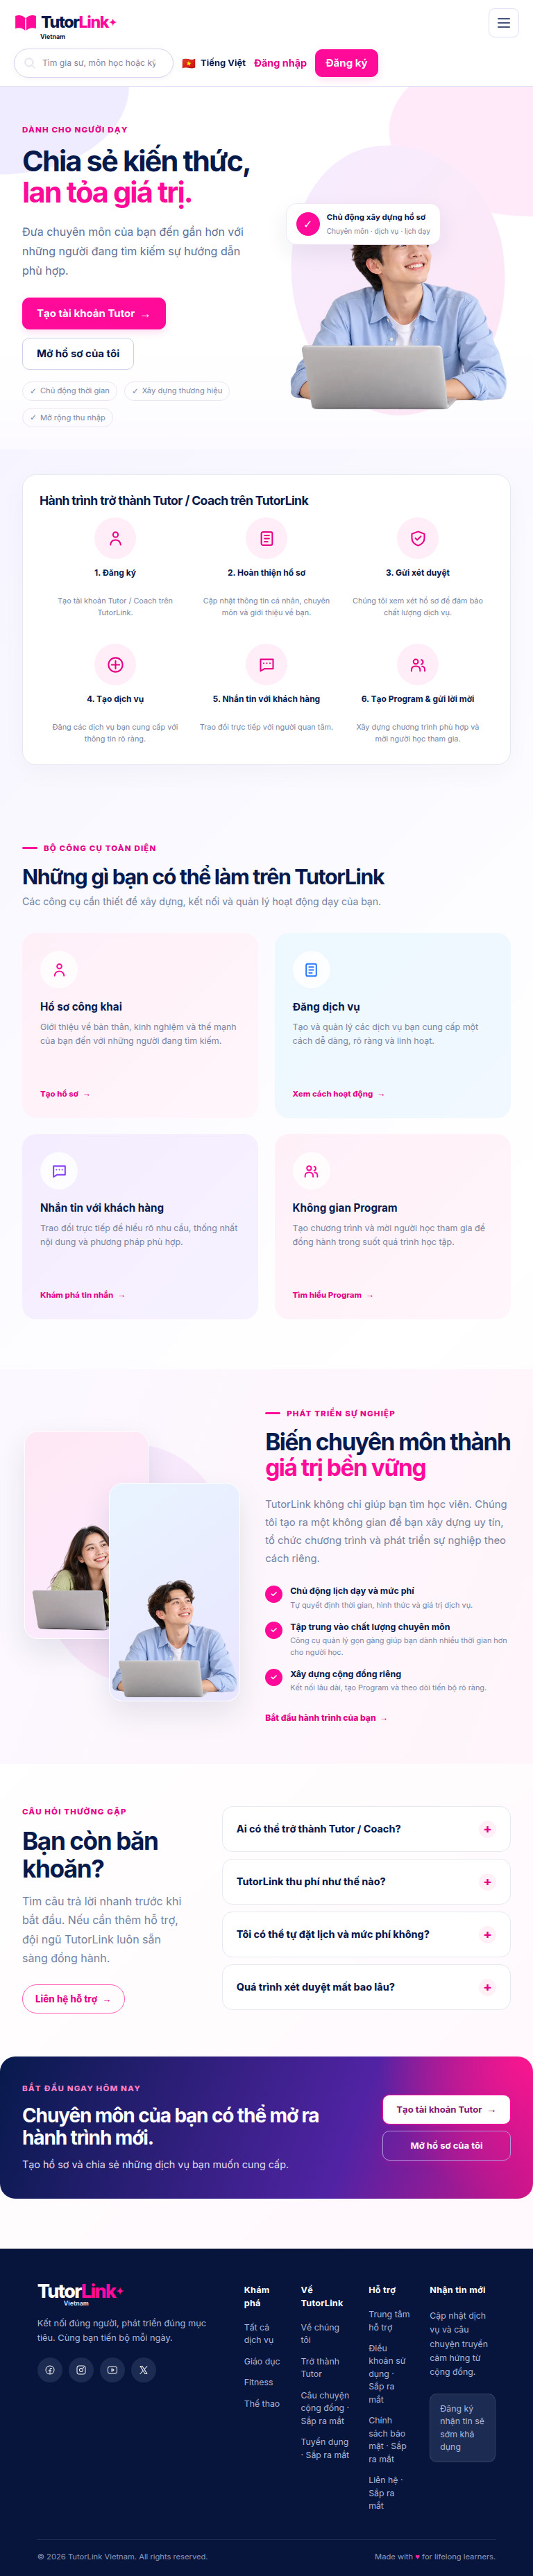 TutorLink
Vietnam
Tìm gia sư, môn học hoặc kỹ
Tiếng Việt
Đăng nhập
Đăng ký
DÀNH CHO NGƯỜI DẠY
Chia sẻ kiến thức,
lan tỏa giá trị.
Đưa chuyên môn của bạn đến gần hơn với
những người đang tìm kiếm sự hướng dẫn
phù hợp.
Chủ động xây dựng hồ sơ
Chuyên môn · dịch vụ · lịch dạy
Tạo tài khoản Tutor →
Mở hồ sơ của tôi
✓ Chủ động thời gian
✓ Xây dựng thương hiệu
✓ Mở rộng thu nhập
Hành trình trở thành Tutor / Coach trên TutorLink
1. Đăng ký
Tạo tài khoản Tutor / Coach trên
TutorLink.
2. Hoàn thiện hồ sơ
Cập nhật thông tin cá nhân, chuyên
môn và giới thiệu về bạn.
3. Gửi xét duyệt
Chúng tôi xem xét hồ sơ để đảm bảo
chất lượng dịch vụ.
4. Tạo dịch vụ
Đăng các dịch vụ bạn cung cấp với
thông tin rõ ràng.
5. Nhắn tin với khách hàng
Trao đổi trực tiếp với người quan tâm.
6. Tạo Program & gửi lời mời
Xây dựng chương trình phù hợp và
mời người học tham gia.
BỘ CÔNG CỤ TOÀN DIỆN
Những gì bạn có thể làm trên TutorLink
Các công cụ cần thiết để xây dựng, kết nối và quản lý hoạt động dạy của bạn.
Hồ sơ công khai
Giới thiệu về bản thân, kinh nghiệm và thế mạnh
của bạn đến với những người đang tìm kiếm.
Tạo hồ sơ →
Đăng dịch vụ
Tạo và quản lý các dịch vụ bạn cung cấp một
cách dễ dàng, rõ ràng và linh hoạt.
Xem cách hoạt động →
Nhắn tin với khách hàng
Trao đổi trực tiếp để hiểu rõ nhu cầu, thống nhất
nội dung và phương pháp phù hợp.
Khám phá tin nhắn →
Không gian Program
Tạo chương trình và mời người học tham gia để
đồng hành trong suốt quá trình học tập.
Tìm hiểu Program →
PHÁT TRIỂN SỰ NGHIỆP
Biến chuyên môn thành
giá trị bền vững
TutorLink không chỉ giúp bạn tìm học viên. Chúng
tôi tạo ra một không gian để bạn xây dựng uy tín,
tổ chức chương trình và phát triển sự nghiệp theo
cách riêng.
Chủ động lịch dạy và mức phí
Tự quyết định thời gian, hình thức và giá trị dịch vụ.
Tập trung vào chất lượng chuyên môn
Công cụ quản lý gọn gàng giúp bạn dành nhiều thời gian hơn
cho người học.
Xây dựng cộng đồng riêng
Kết nối lâu dài, tạo Program và theo dõi tiến bộ rõ ràng.
Bắt đầu hành trình của bạn →
CÂU HỎI THƯỜNG GẶP
Bạn còn băn
khoăn?
Tìm câu trả lời nhanh trước khi
bắt đầu. Nếu cần thêm hỗ trợ,
đội ngũ TutorLink luôn sẵn
sàng đồng hành.
Liên hệ hỗ trợ →
Ai có thể trở thành Tutor / Coach? +
TutorLink thu phí như thế nào? +
Tôi có thể tự đặt lịch và mức phí không? +
Quá trình xét duyệt mất bao lâu? +
BẮT ĐẦU NGAY HÔM NAY
Chuyên môn của bạn có thể mở ra
hành trình mới.
Tạo hồ sơ và chia sẻ những dịch vụ bạn muốn cung cấp.
Tạo tài khoản Tutor →
Mở hồ sơ của tôi
TutorLink
Vietnam
Kết nối đúng người, phát triển đúng mục
tiêu. Cùng bạn tiến bộ mỗi ngày.
Khám
phá
Tất cả
dịch vụ
Giáo dục
Fitness
Thể thao
Về
TutorLink
Về chúng
tôi
Trở thành
Tutor
Câu chuyện
cộng đồng ·
Sắp ra mắt
Tuyển dụng
· Sắp ra mắt
Hỗ trợ
Trung tâm
hỗ trợ
Điều
khoản sử
dụng ·
Sắp ra
mắt
Chính
sách bảo
mật · Sắp
ra mắt
Liên hệ ·
Sắp ra
mắt
Nhận tin mới
Cập nhật dịch
vụ và câu
chuyện truyền
cảm hứng từ
cộng đồng.
Đăng ký
nhận tin sẽ
sớm khả
dụng
© 2026 TutorLink Vietnam. All rights reserved.
Made with ♥ for lifelong learners.